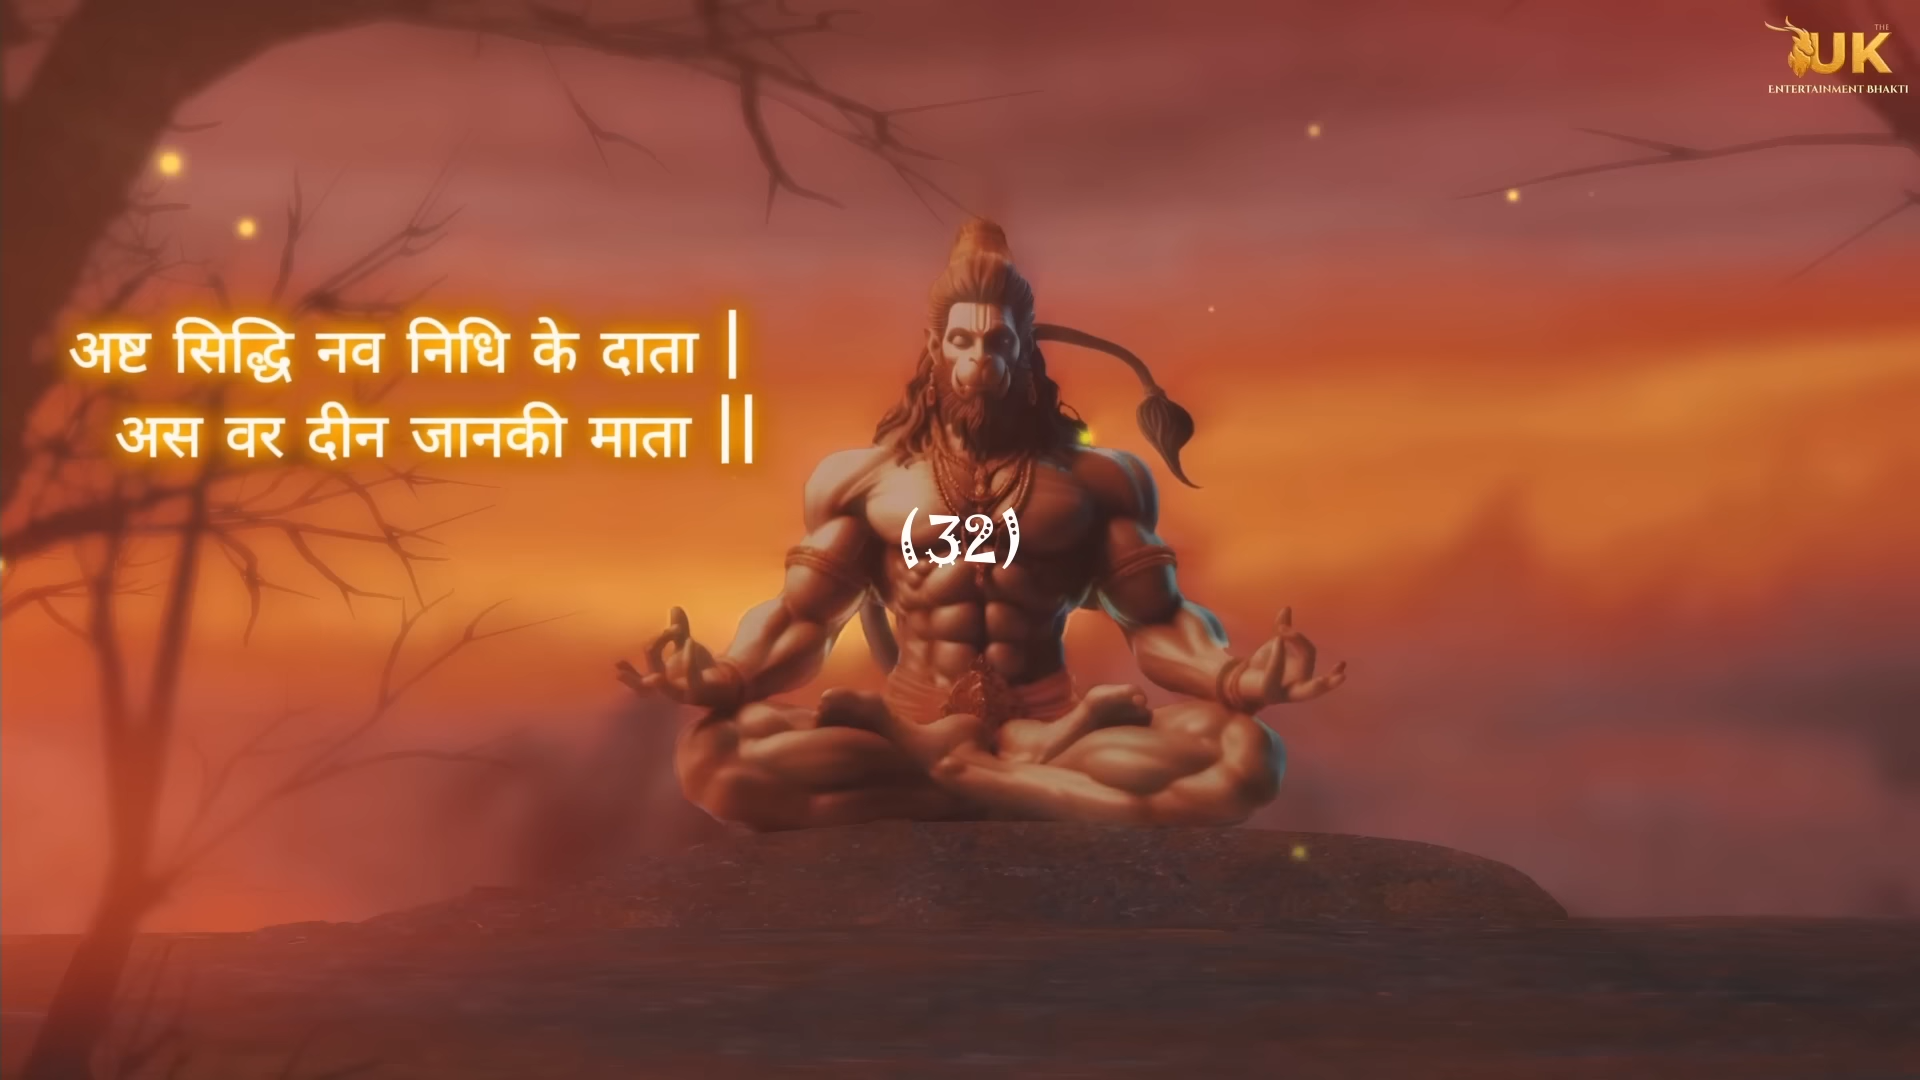 THE
UK
ENTERTAINMENT BHAKTI
अष्ट सिद्धि नव निधि के दाता |
अस वर दीन जानकी माता ||
(32)